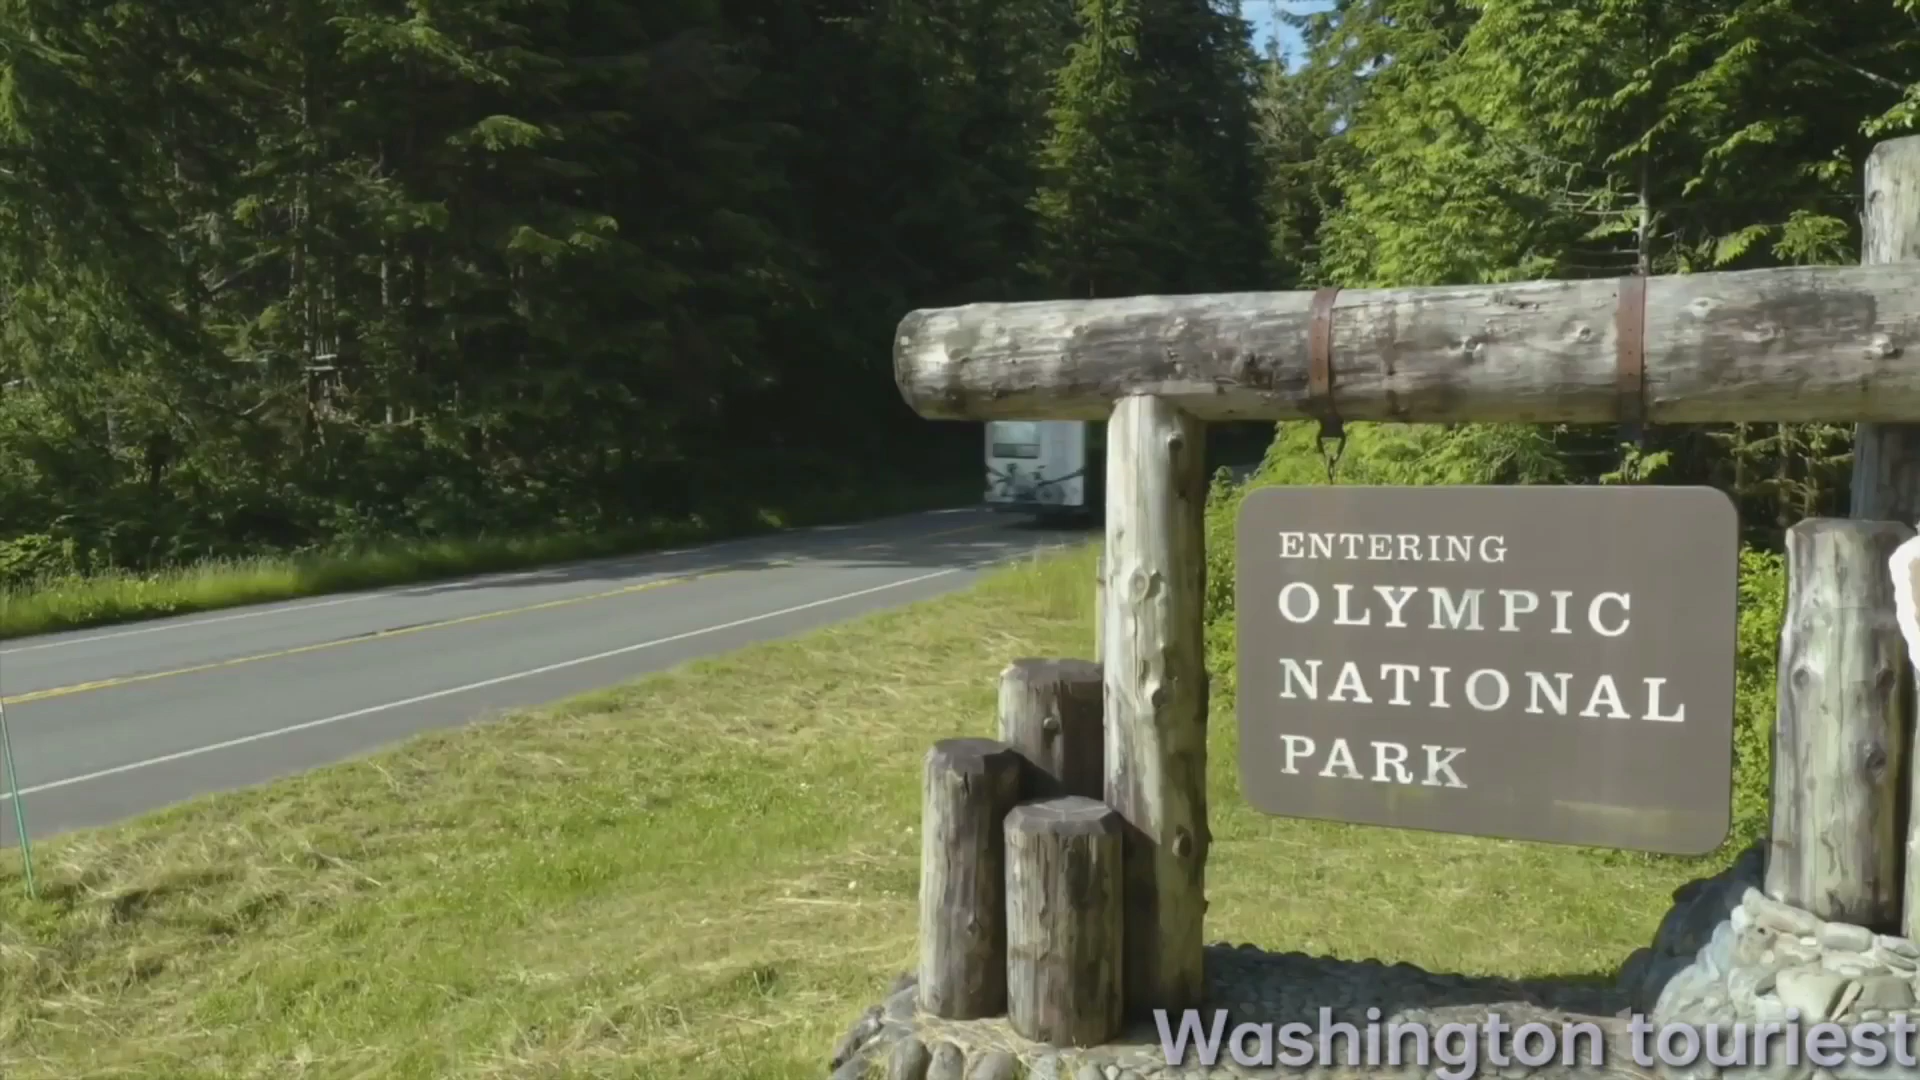 ENTERING
OLYMPIC
NATIONAL
PARK
Washington touriest